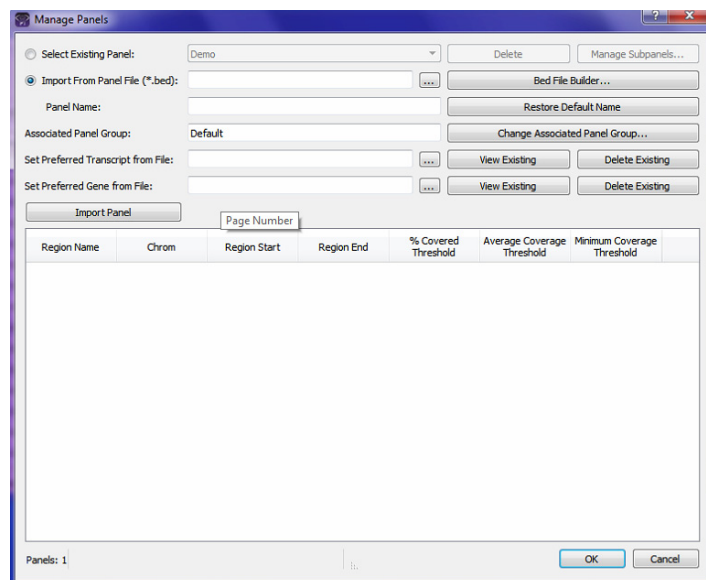 Manage Panels
?
X
Select Existing Panel: Demo Delete Manage Subpanels...
Import From Panel File (*.bed): ... Bed File Builder...
Panel Name: Restore Default Name
Associated Panel Group: Default Change Associated Panel Group...
Set Preferred Transcript from File: ... View Existing Delete Existing
Set Preferred Gene from File: ... View Existing Delete Existing
Import Panel
Page Number
Region Name Chrom Region Start Region End % Covered Threshold Average Coverage Threshold Minimum Coverage Threshold
Panels: 1 OK Cancel